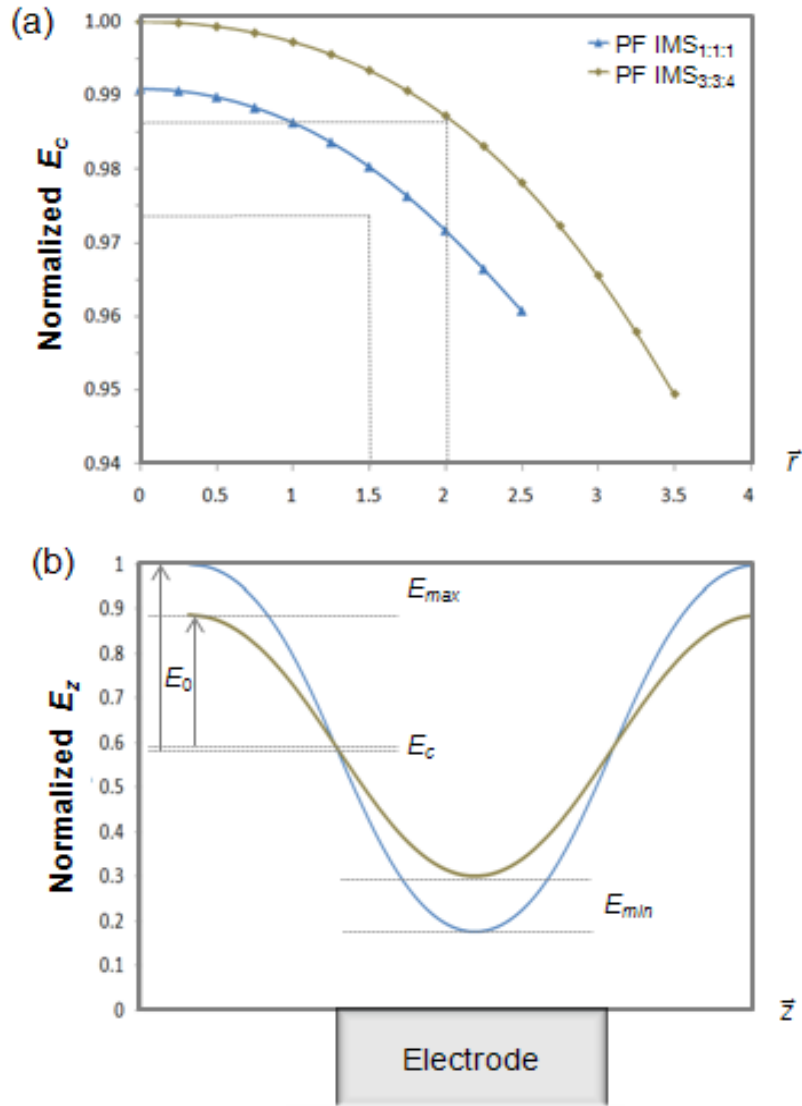 (a)
Normalized Ec
1.00
0.99
0.98
0.97
0.96
0.95
0.94
PF IMS1:1:1
PF IMS3:3:4
0 0.5 1 1.5 2 2.5 3 3.5 4
r⃗
(b)
Normalized Ez
1
0.9
0.8
0.7
0.6
0.5
0.4
0.3
0.2
0.1
0
Emax
E0
Ec
Emin
z⃗
Electrode